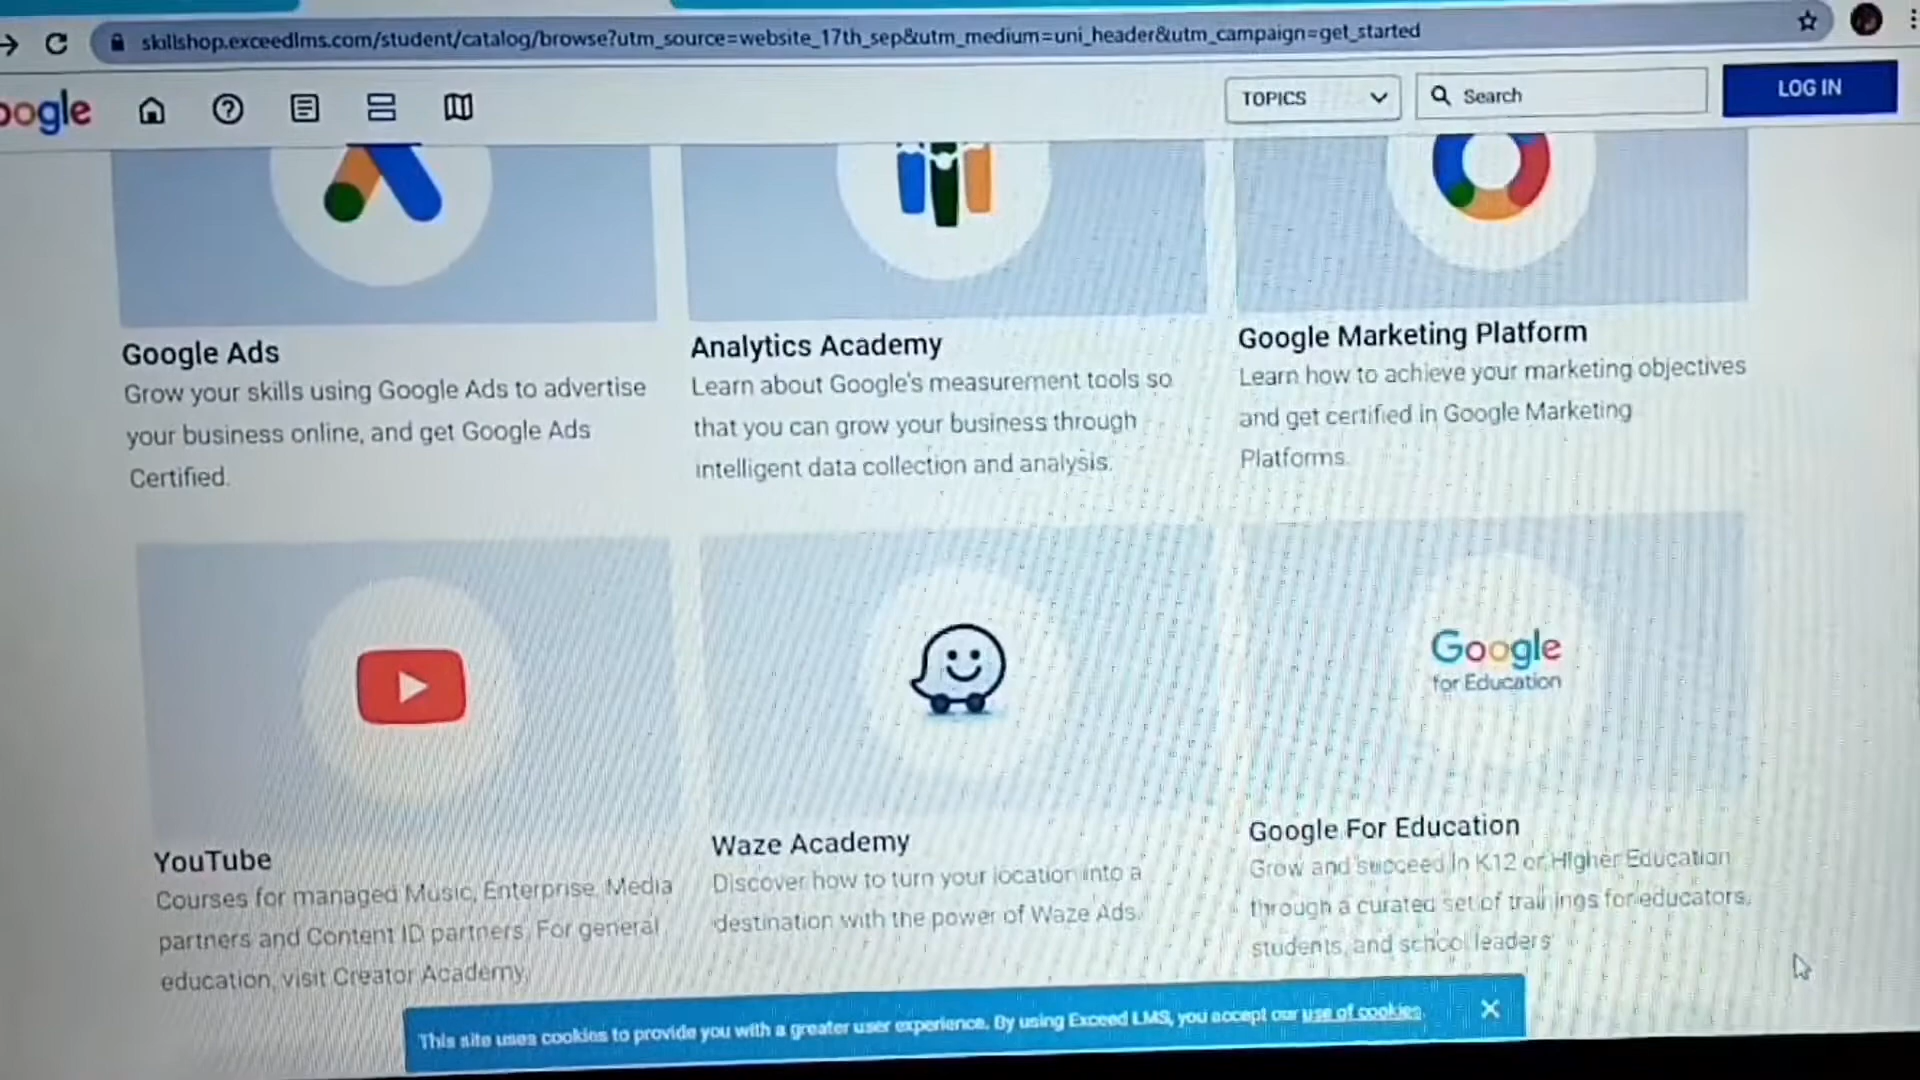 skillshop.exceedlms.com/student/catalog/browse?utm_source=website_17th_sep&utm_medium=uni_header&utm_campaign=get_started
oogle
TOPICS
Search
LOG IN
Google Ads
Grow your skills using Google Ads to advertise
your business online, and get Google Ads
Certified.
Analytics Academy
Learn about Google's measurement tools so
that you can grow your business through
intelligent data collection and analysis.
Google Marketing Platform
Learn how to achieve your marketing objectives
and get certified in Google Marketing
Platforms.
Google
for Education
YouTube
Courses for managed Music, Enterprise, Media
partners and Content ID partners. For general
education, visit Creator Academy.
Waze Academy
Discover how to turn your location into a
destination with the power of Waze Ads.
Google For Education
Grow and succeed in K12 or Higher Education
through a curated set of trainings for educators,
students, and school leaders
This site uses cookies to provide you with a greater user experience. By using Exceed LMS, you accept our use of cookies.